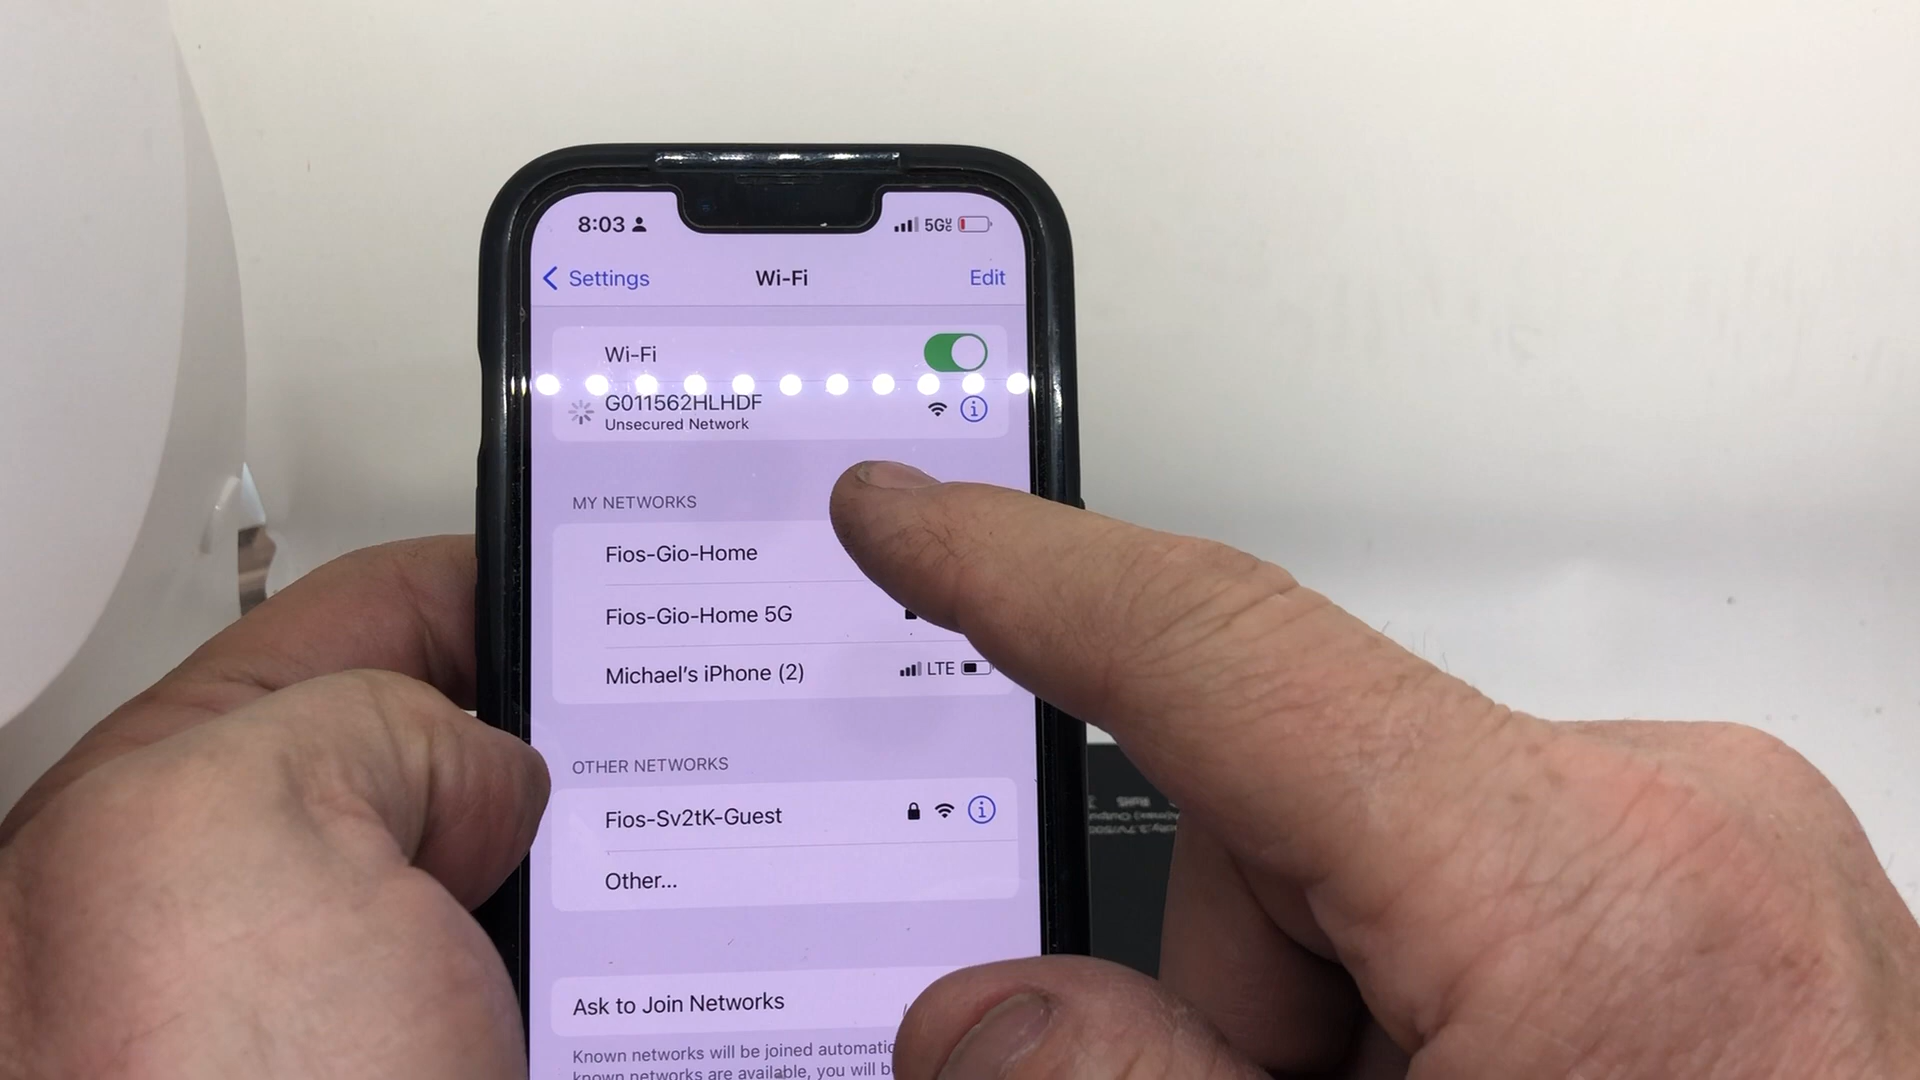 8:03
5G
Settings
Wi-Fi
Edit
Wi-Fi
G011562HLHDF
Unsecured Network
MY NETWORKS
Fios-Gio-Home
Fios-Gio-Home 5G
Michael's iPhone (2)
LTE
OTHER NETWORKS
Fios-Sv2tK-Guest
Other...
Ask to Join Networks
Known networks will be joined
known networks are available, you will
RoHS